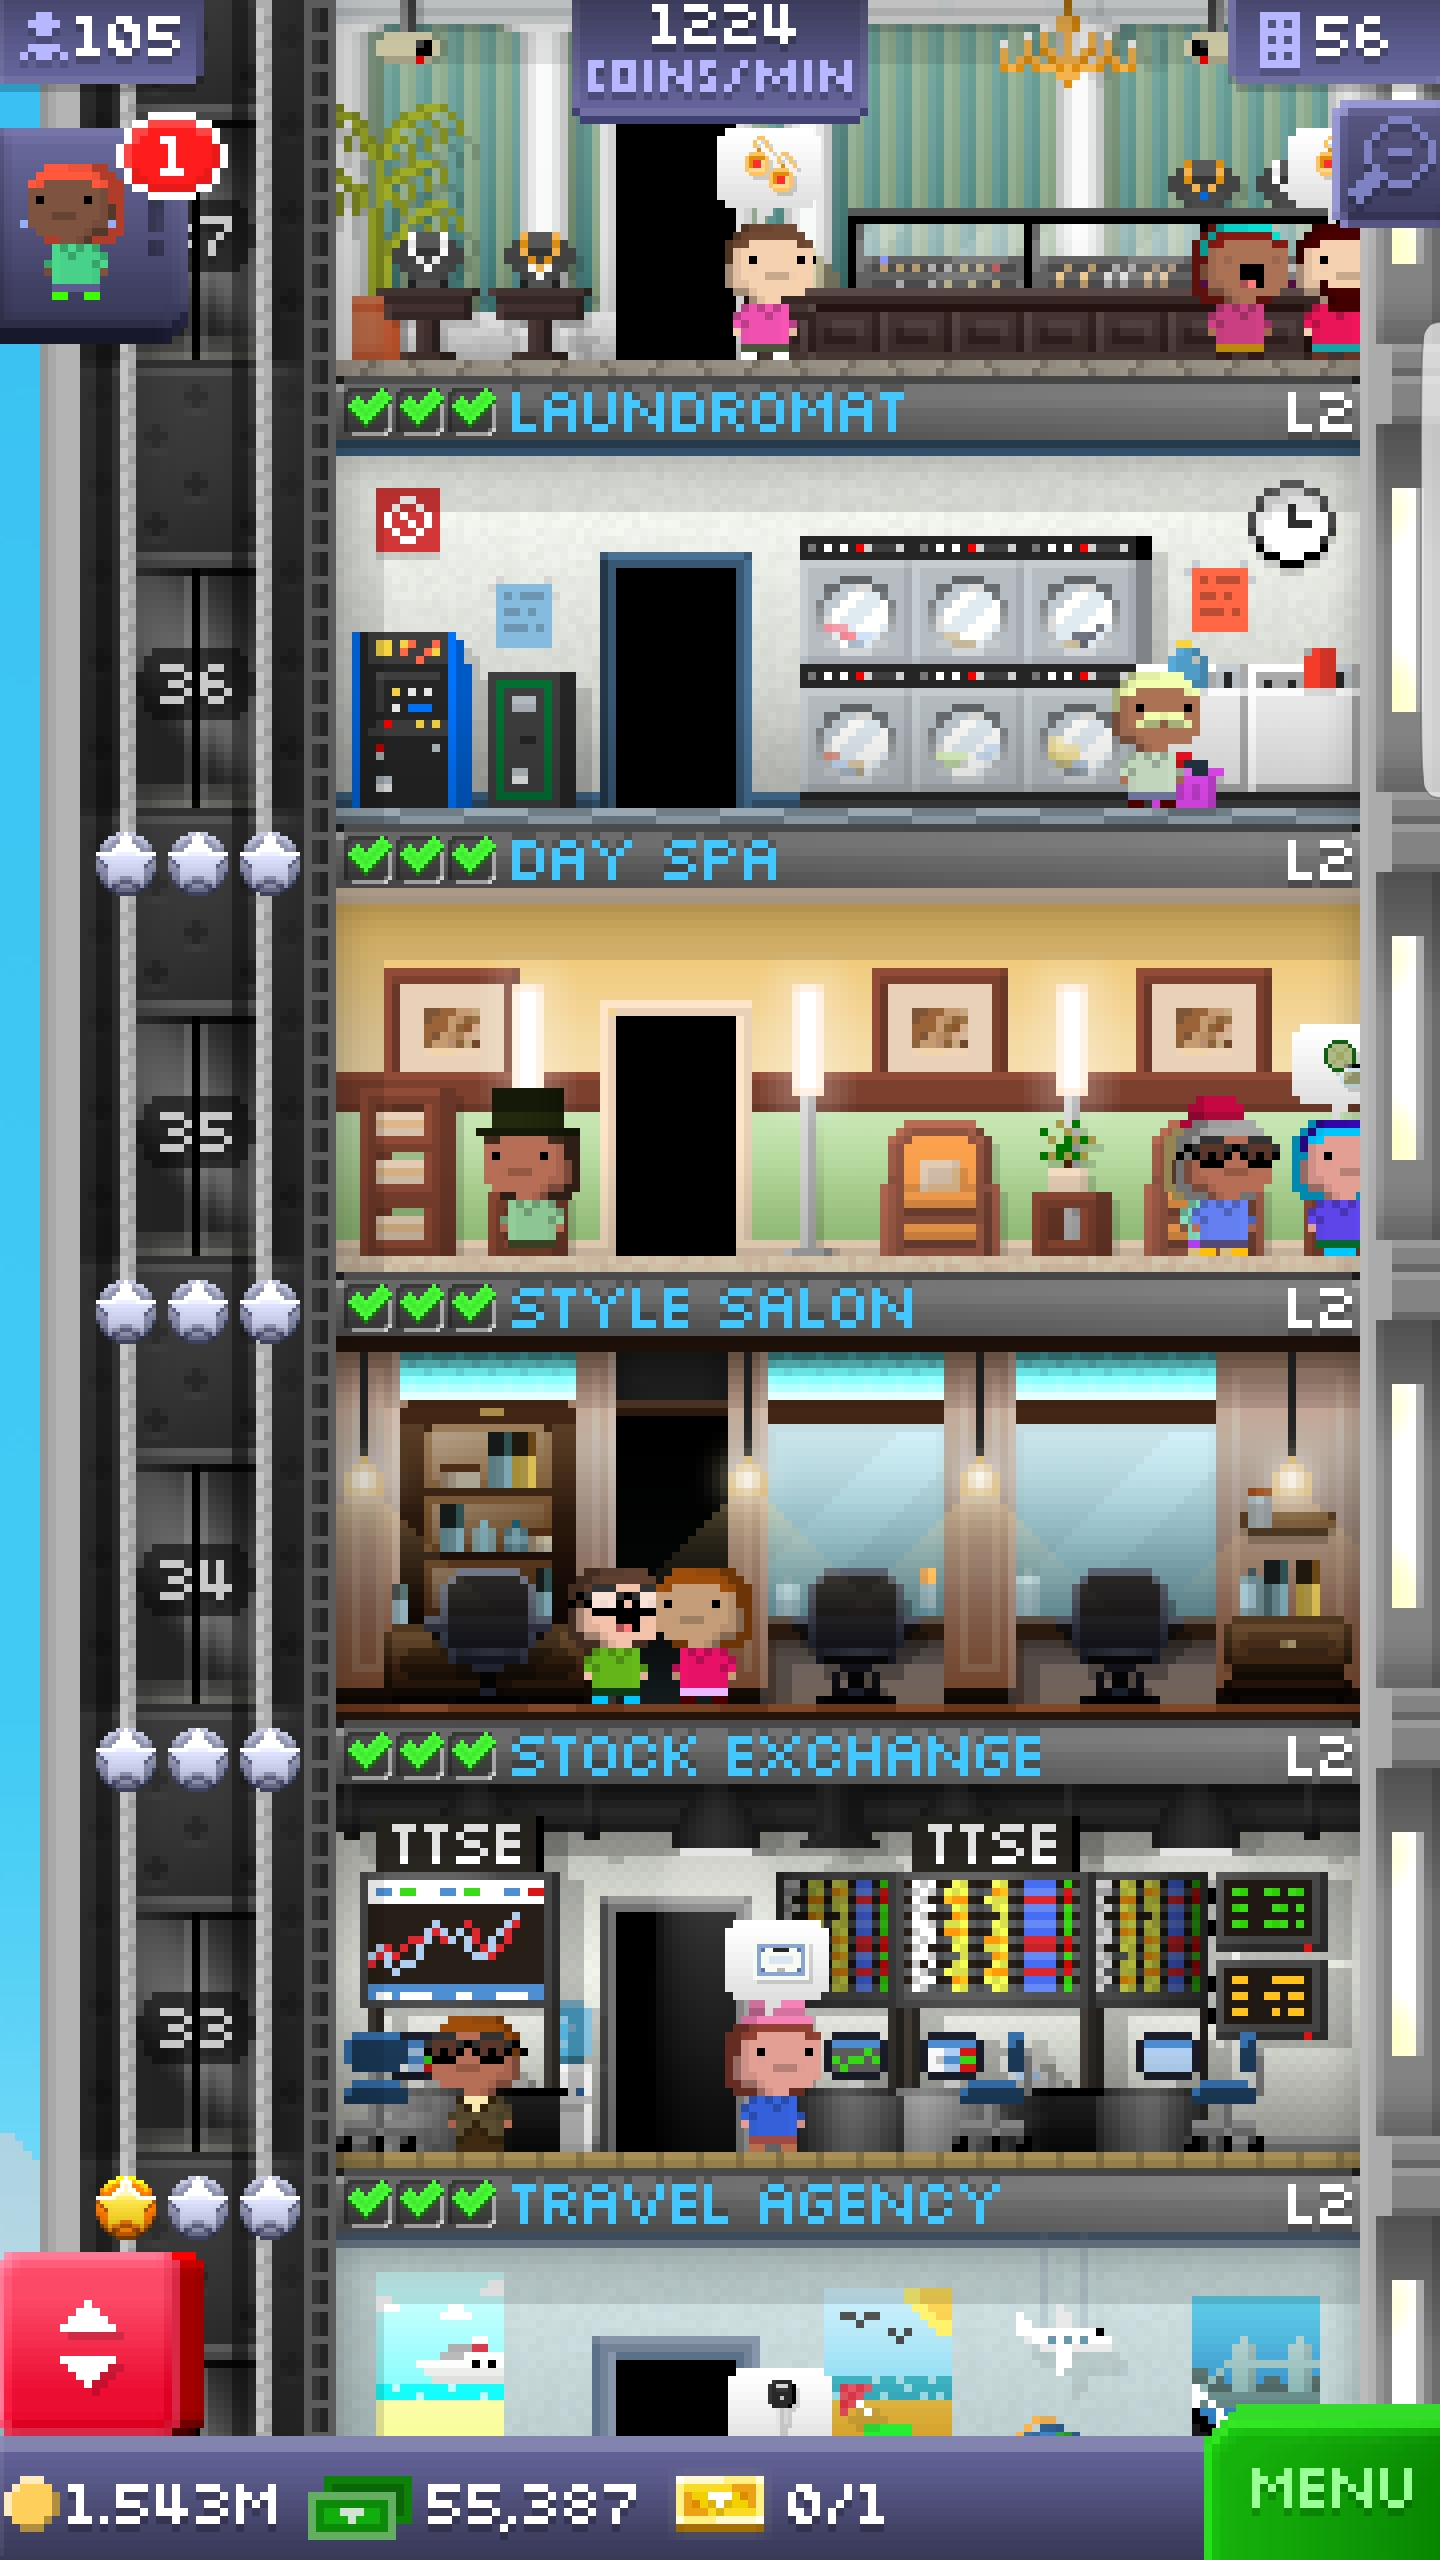 105
1224
COINS/MIN
56
1
7
LAUNDROMAT L2
36
DAY SPA L2
35
STYLE SALON L2
34
STOCK EXCHANGE L2
TTSE TTSE
33
TRAVEL AGENCY L2
1.543M 55,387 0/1
MENU